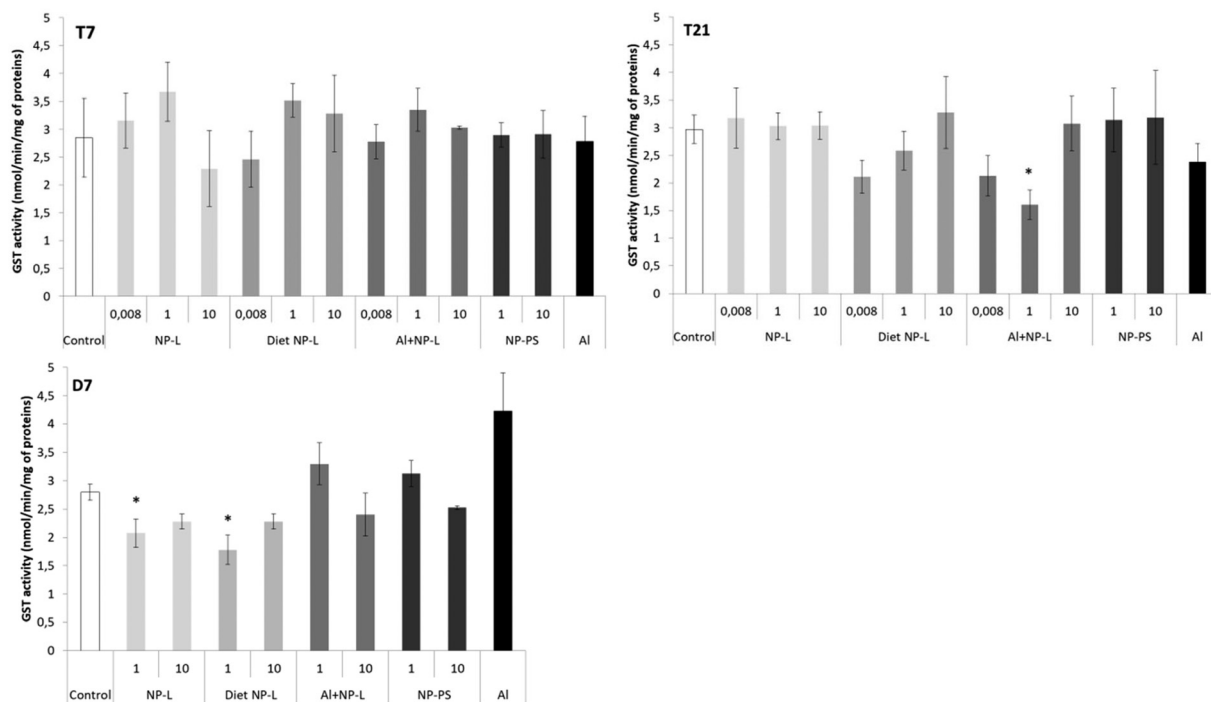 T7
GST activity (nmol/min/mg of proteins)
5
4,5
4
3,5
3
2,5
2
1,5
1
0,5
0
0,008 1 10 0,008 1 10 0,008 1 10 1 10
Control NP-L Diet NP-L Al+NP-L NP-PS Al
T21
GST activity (nmol/min/mg of proteins)
5
4,5
4
3,5
3
2,5
2
1,5
1
0,5
0
*
0,008 1 10 0,008 1 10 0,008 1 10 1 10
Control NP-L Diet NP-L Al+NP-L NP-PS Al
D7
GST activity (nmol/min/mg of proteins)
5
4,5
4
3,5
3
2,5
2
1,5
1
0,5
0
* *
1 10 1 10 1 10 1 10
Control NP-L Diet NP-L Al+NP-L NP-PS Al